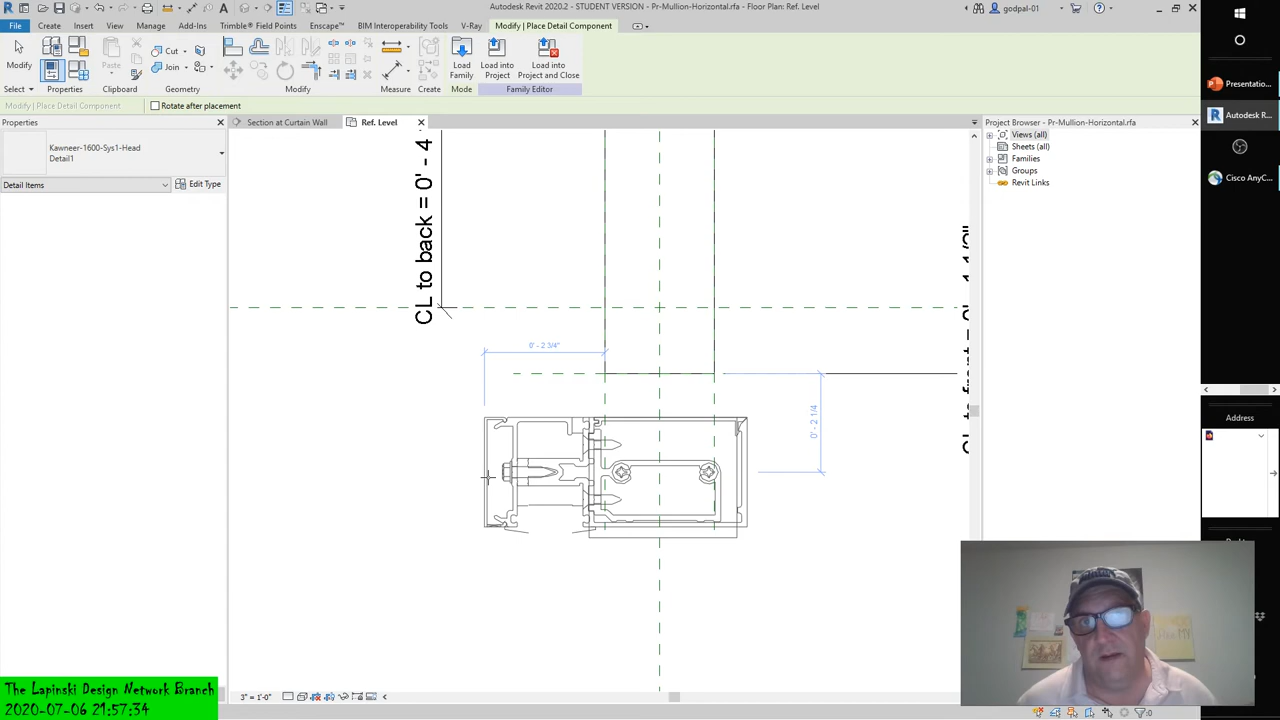 Autodesk Revit 2020.2 - STUDENT VERSION - Pr-Mullion-Horizontal.rfa - Floor Plan: Ref. Level
godpal-01
File Create Insert Annotate View Manage Add-Ins Trimble® Field Points Enscape™ BIM Interoperability Tools V-Ray Modify | Place Detail Component
Modify Paste Cut Join Load Family Load into Project Load into Project and Close
Select Properties Clipboard Geometry Modify Measure Create Mode Family Editor
Modify | Place Detail Component Rotate after placement
Properties Section at Curtain Wall Ref. Level Project Browser - Pr-Mullion-Horizontal.rfa
Kawneer-1600-Sys1-Head
Detail1
Detail Items Edit Type
Views (all)
Sheets (all)
Families
Groups
Revit Links
CL to back = 0' - 4
0' - 2 3/4"
0' - 2 1/4
3" = 1'-0"
:0
Presentatio...
Autodesk R...
Cisco AnyC...
Address
The Lapinski Design Network Branch
2020-07-06 21:57:34